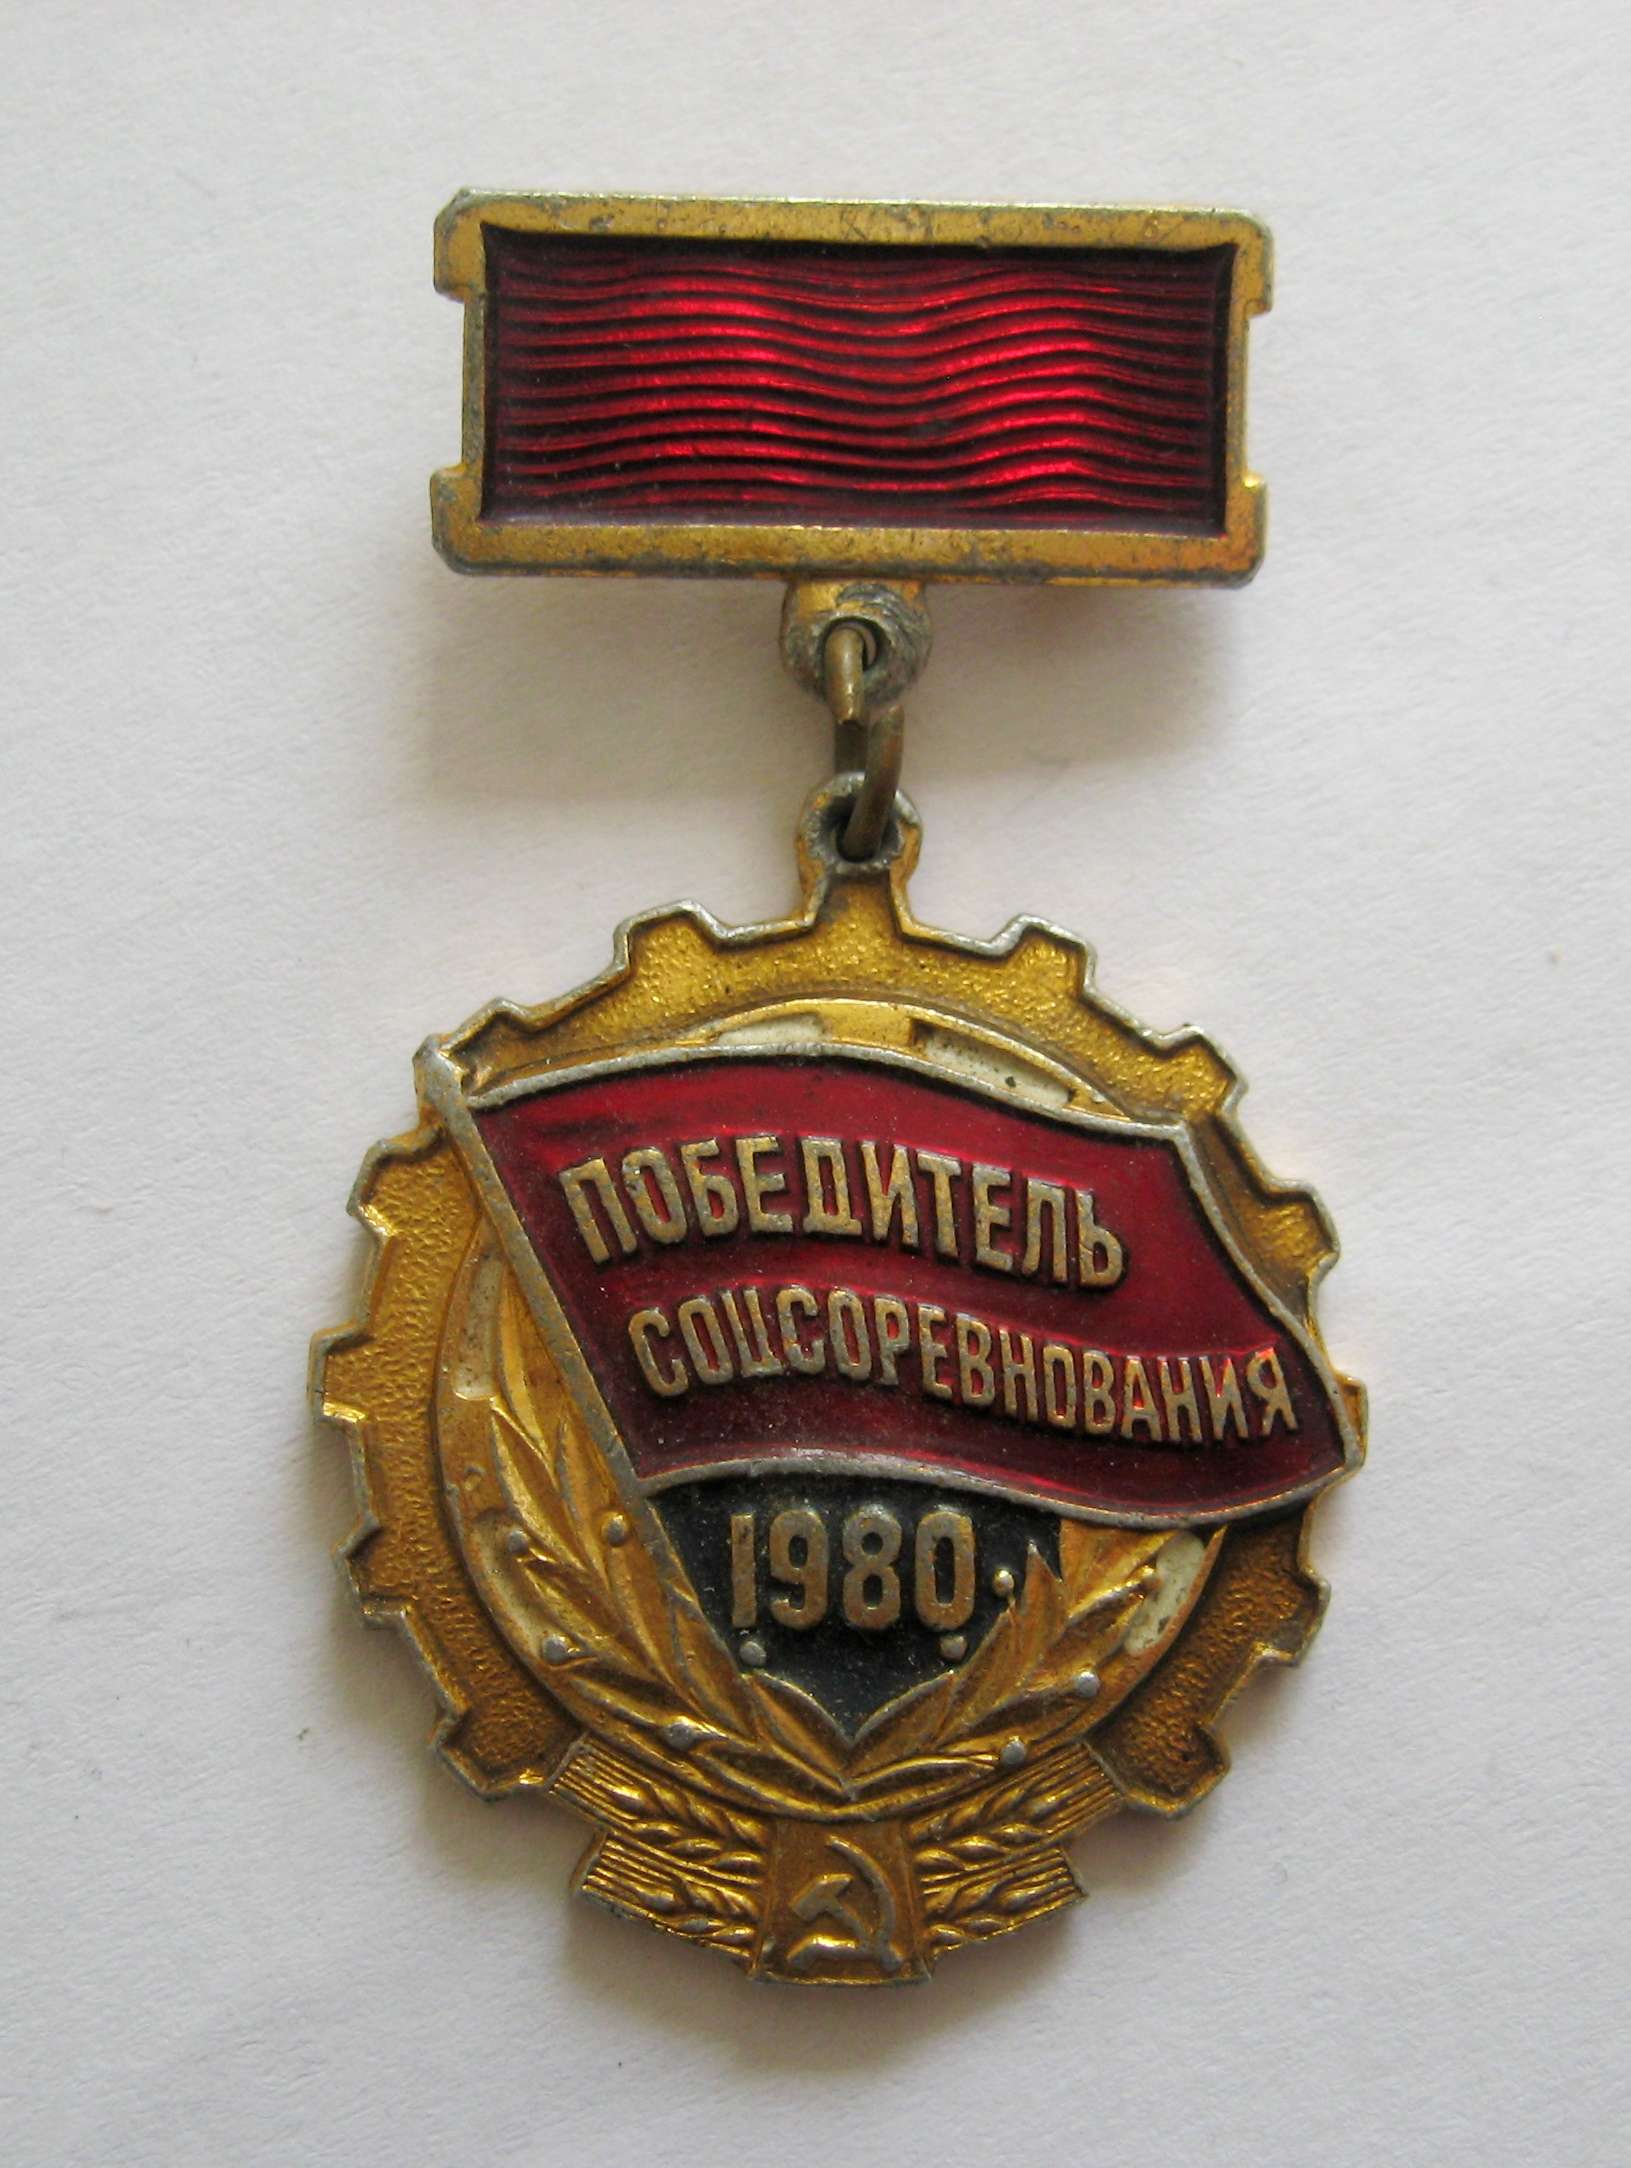 ПОБЕДИТЕЛЬ
СОЦСОРЕВНОВАНИЯ
1980